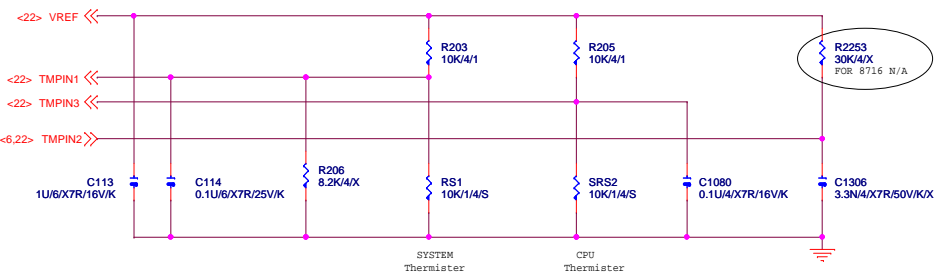 <22> VREF
R203
10K/4/1
R205
10K/4/1
R2253
30K/4/X
FOR 8716 N/A
<22> TMPIN1
<22> TMPIN3
<6,22> TMPIN2
C113
1U/6/X7R/16V/K
C114
0.1U/6/X7R/25V/K
R206
8.2K/4/X
RS1
10K/1/4/S
SRS2
10K/1/4/S
C1080
0.1U/4/X7R/16V/K
C1306
3.3N/4/X7R/50V/K/X
SYSTEM
Thermister
CPU
Thermister